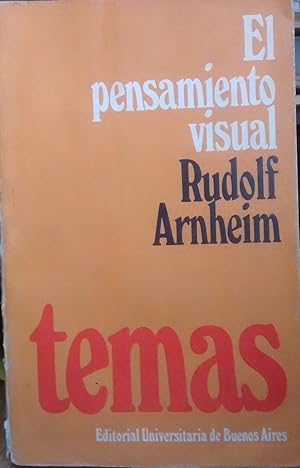 El
pensamiento
visual
Rudolf
Arnheim
temas
Editorial Universitaria de Buenos Aires